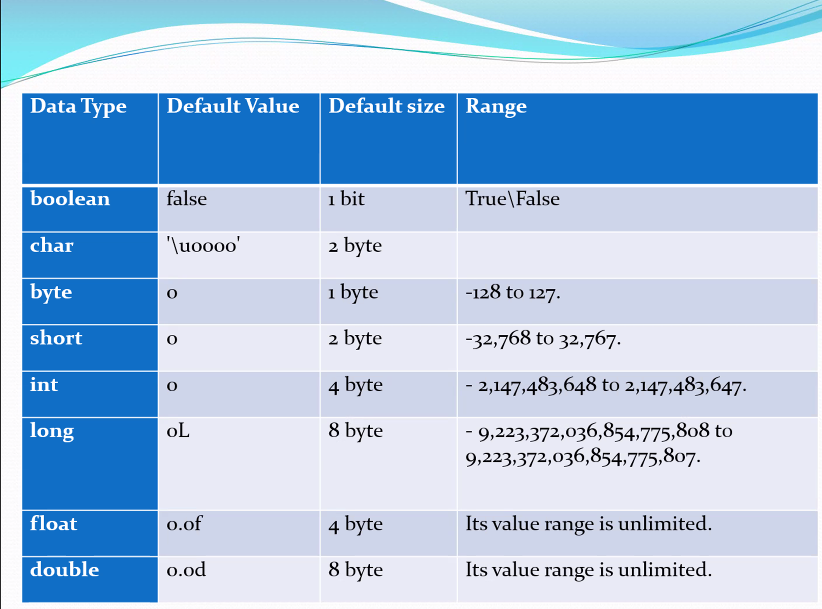 Data Type Default Value Default size Range
boolean false 1 bit True\False
char '\u0000' 2 byte
byte 0 1 byte -128 to 127.
short 0 2 byte -32,768 to 32,767.
int 0 4 byte - 2,147,483,648 to 2,147,483,647.
long 0L 8 byte - 9,223,372,036,854,775,808 to
9,223,372,036,854,775,807.
float 0.0f 4 byte Its value range is unlimited.
double 0.0d 8 byte Its value range is unlimited.